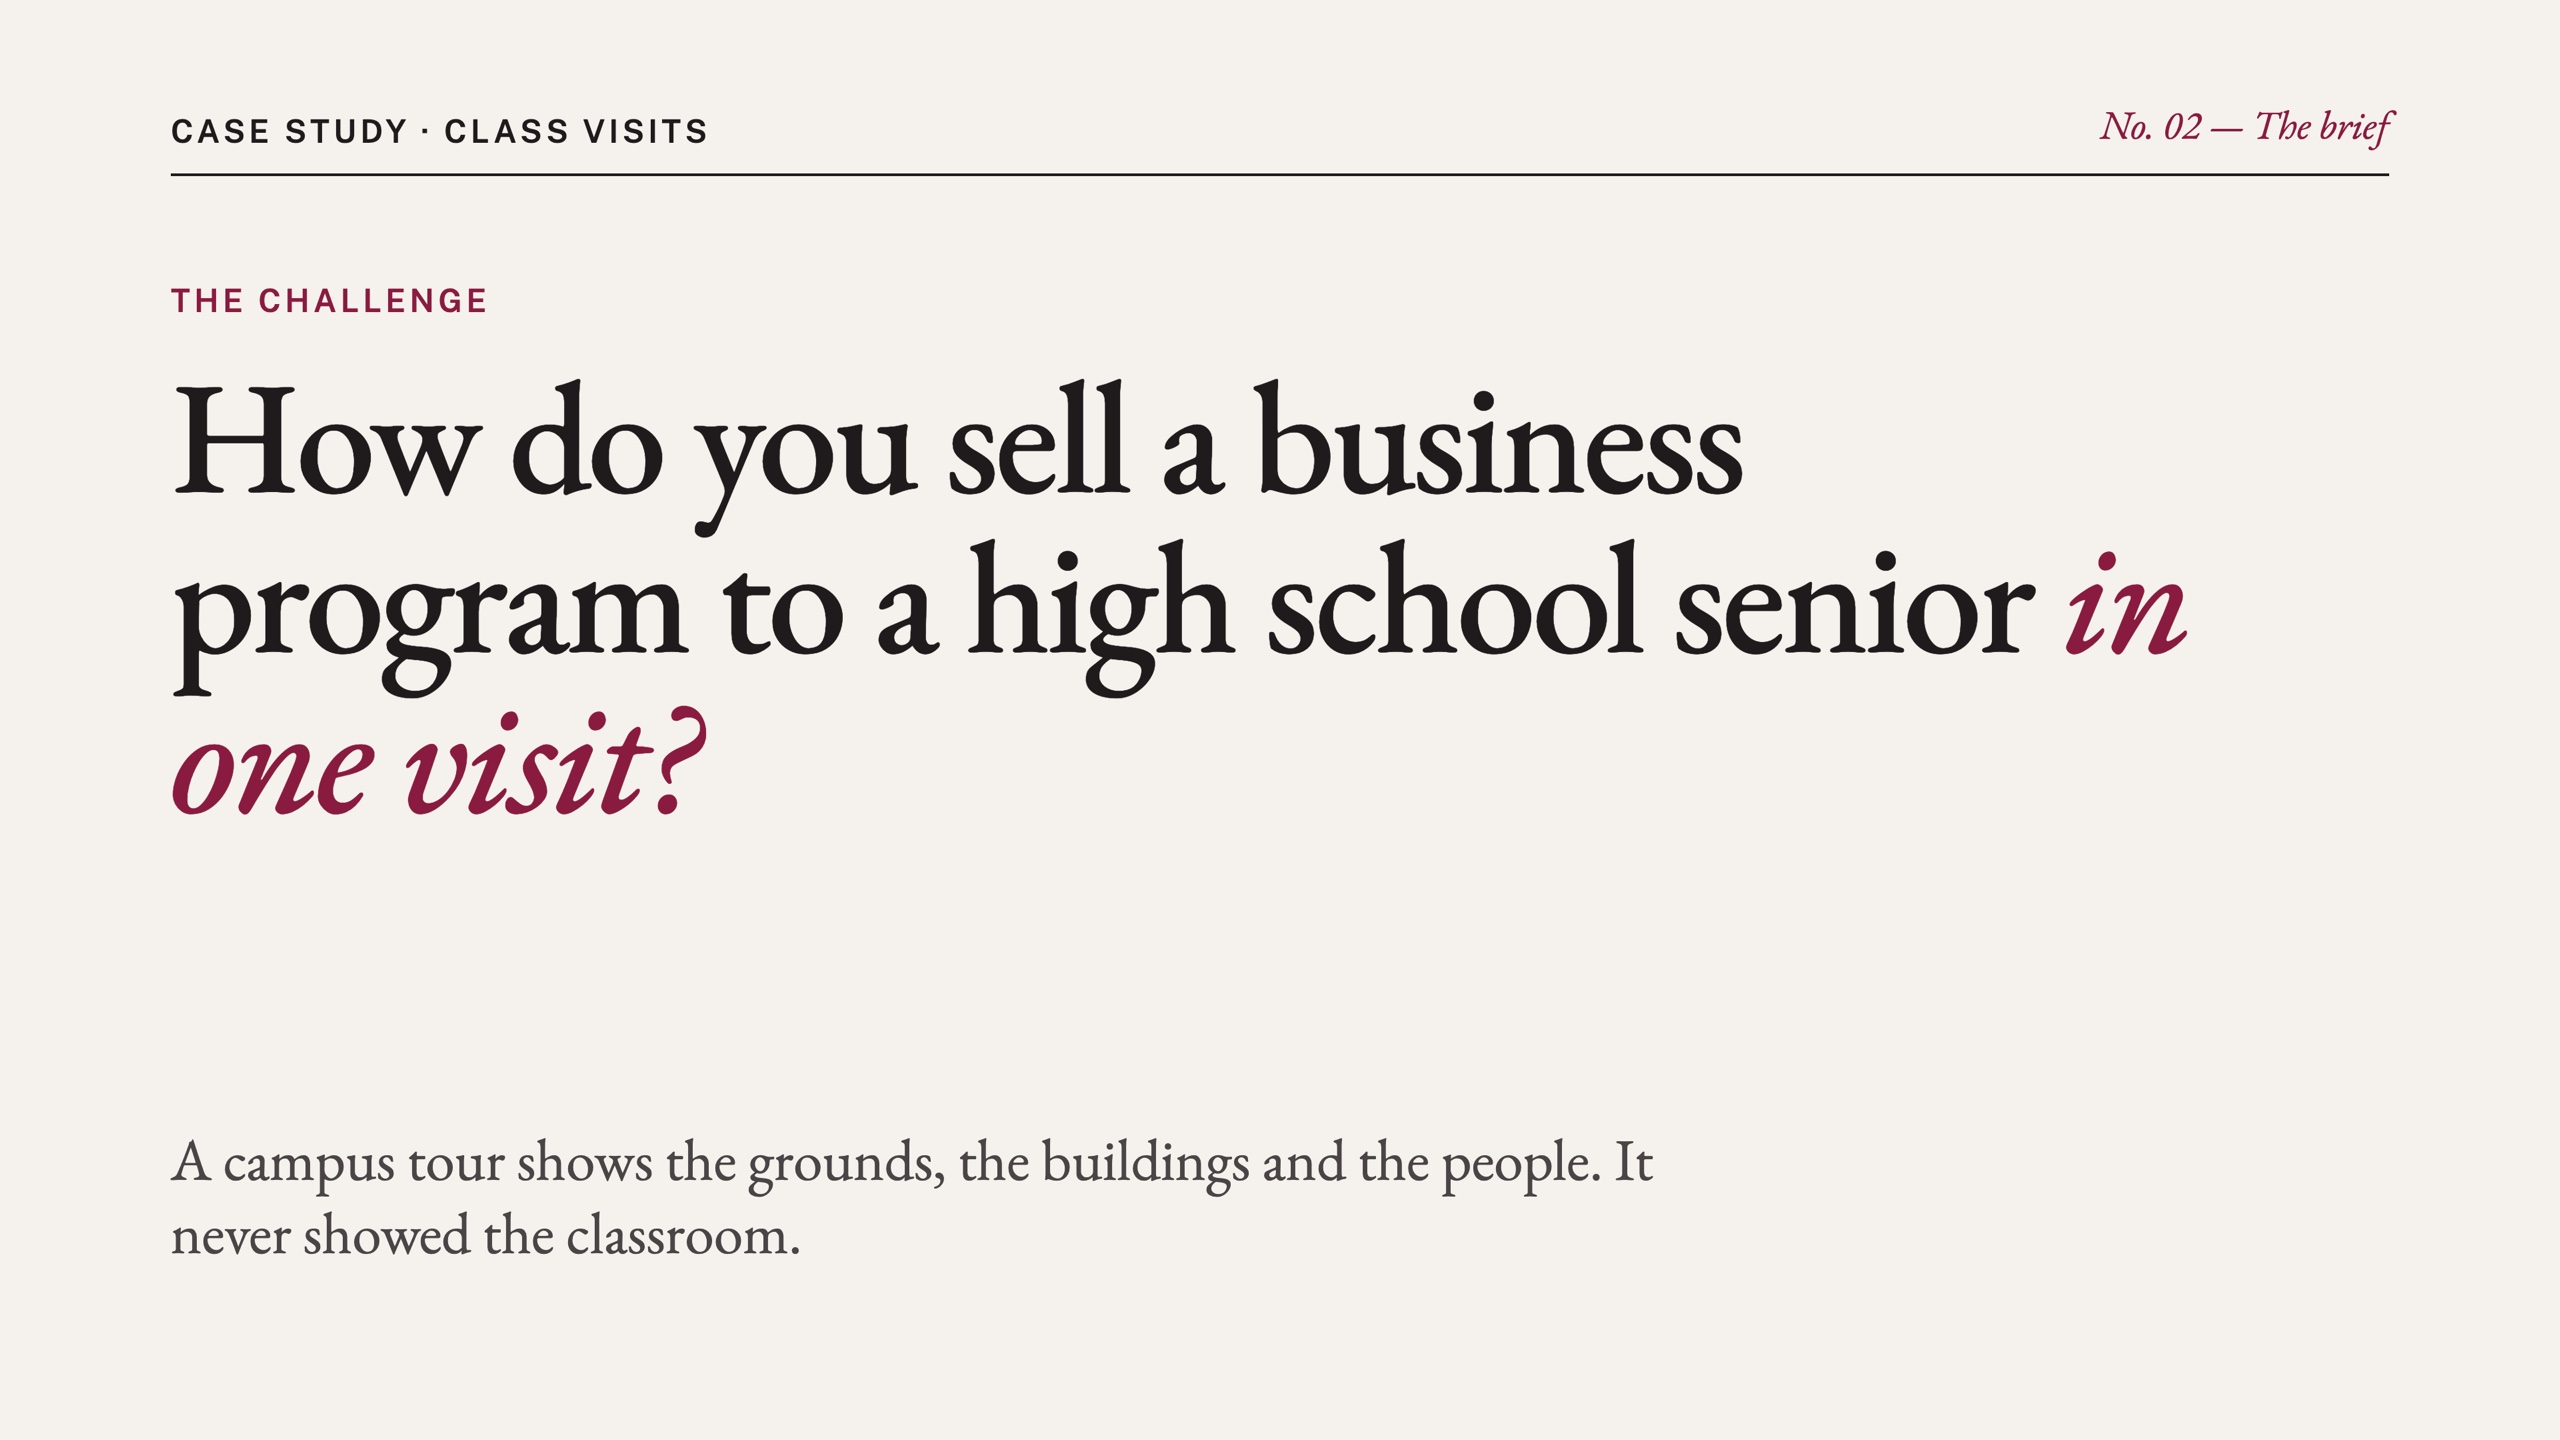 CASE STUDY · CLASS VISITS
No. 02 — The brief
THE CHALLENGE
How do you sell a business
program to a high school senior in
one visit?
A campus tour shows the grounds, the buildings and the people. It
never showed the classroom.